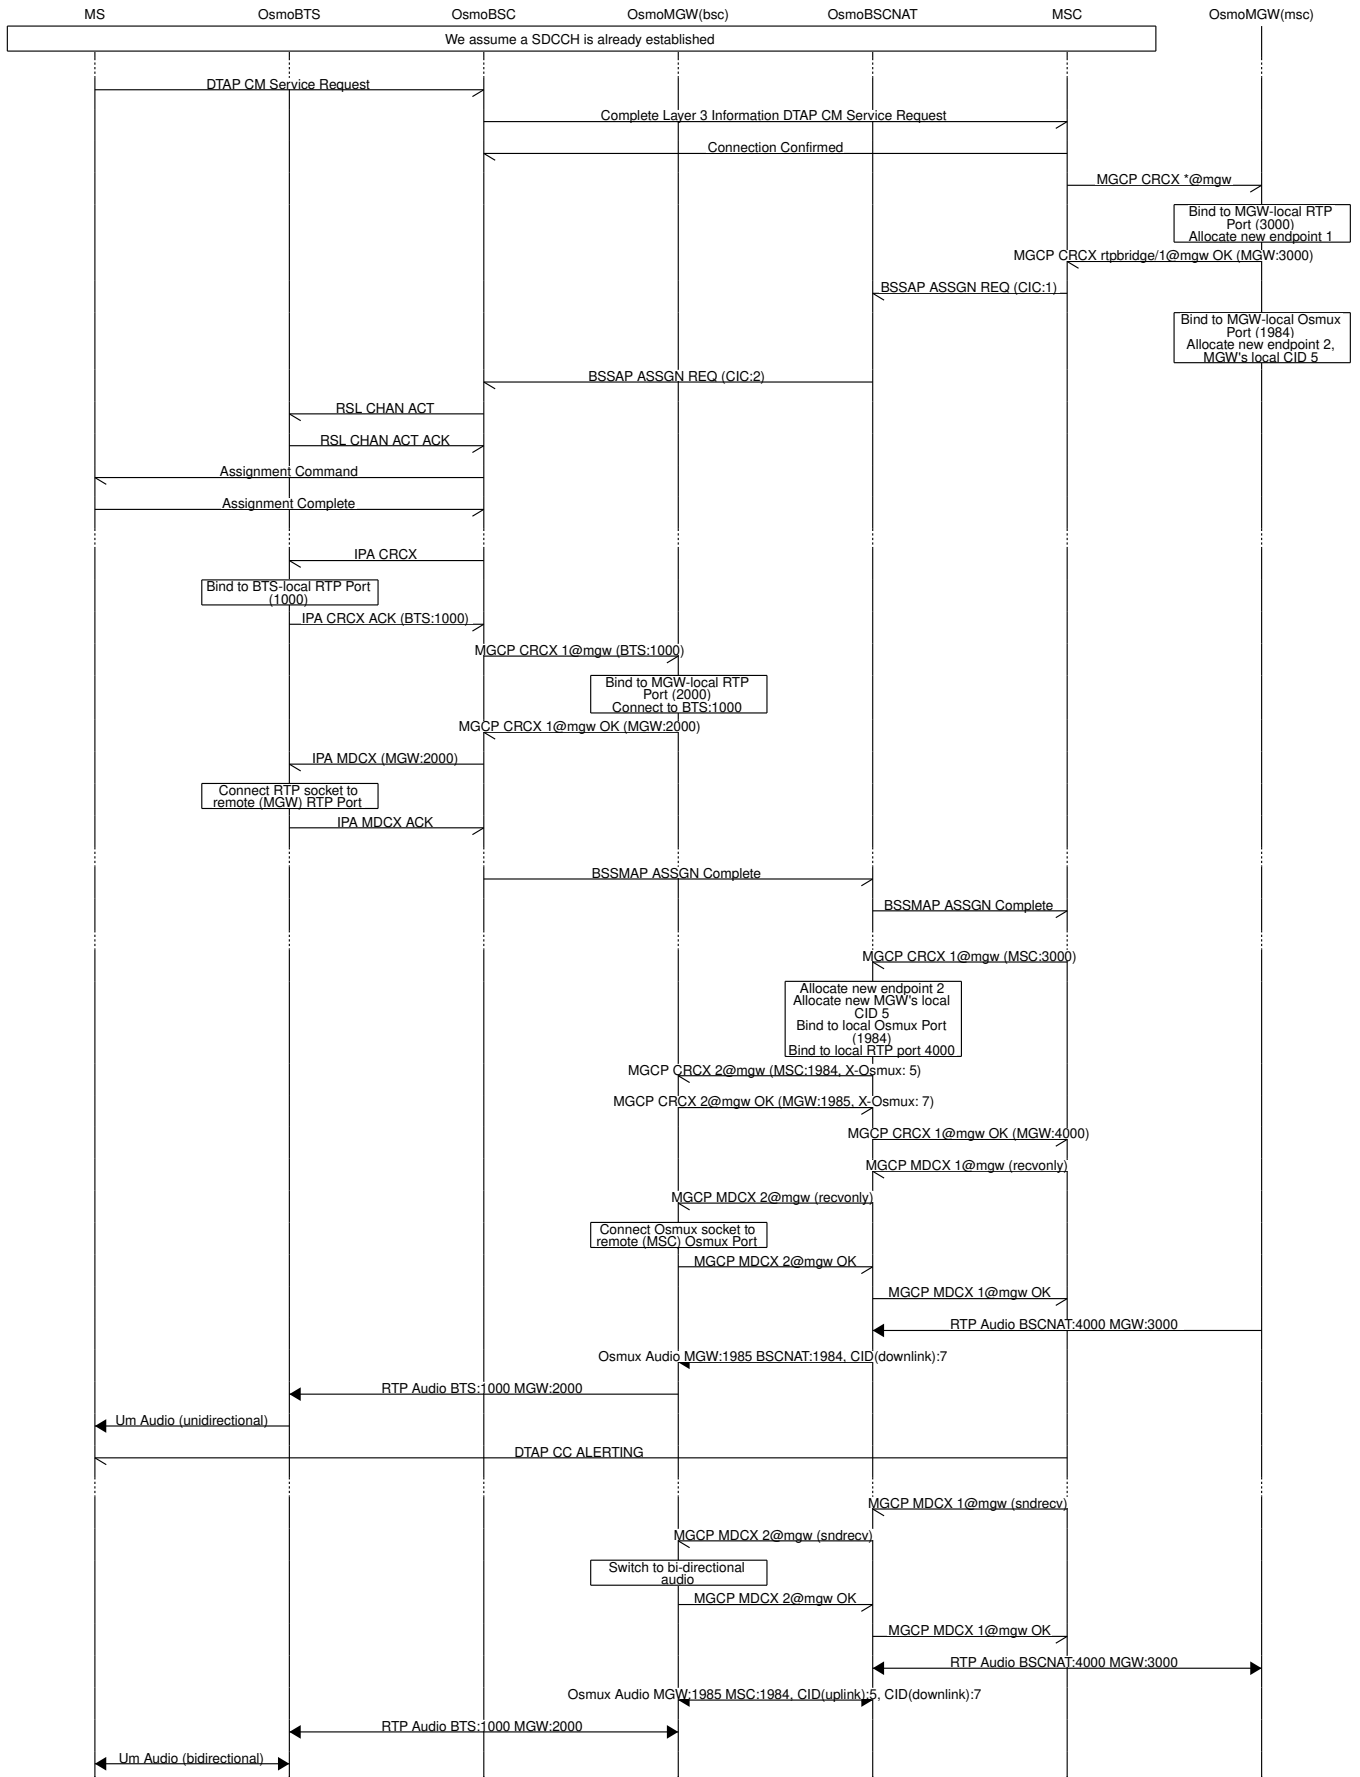 MS OsmoBTS OsmoBSC OsmoMGW(bsc) OsmoBSCNAT MSC OsmoMGW(msc)
We assume a SDCCH is already established
DTAP CM Service Request
Complete Layer 3 Information DTAP CM Service Request
Connection Confirmed
MGCP CRCX *@mgw
Bind to MGW-local RTP
Port (3000)
Allocate new endpoint 1
MGCP CRCX rtpbridge/1@mgw OK (MGW:3000)
BSSAP ASSGN REQ (CIC:1)
Bind to MGW-local Osmux
Port (1984)
Allocate new endpoint 2,
MGW's local CID 5
BSSAP ASSGN REQ (CIC:2)
RSL CHAN ACT
RSL CHAN ACT ACK
Assignment Command
Assignment Complete
IPA CRCX
Bind to BTS-local RTP Port
(1000)
IPA CRCX ACK (BTS:1000)
MGCP CRCX 1@mgw (BTS:1000)
Bind to MGW-local RTP
Port (2000)
Connect to BTS:1000
MGCP CRCX 1@mgw OK (MGW:2000)
IPA MDCX (MGW:2000)
Connect RTP socket to
remote (MGW) RTP Port
IPA MDCX ACK
BSSMAP ASSGN Complete
BSSMAP ASSGN Complete
MGCP CRCX 1@mgw (MSC:3000)
Allocate new endpoint 2
Allocate new MGW's local
CID 5
Bind to local Osmux Port
(1984)
Bind to local RTP port 4000
MGCP CRCX 2@mgw (MSC:1984, X-Osmux: 5)
MGCP CRCX 2@mgw OK (MGW:1985, X-Osmux: 7)
MGCP CRCX 1@mgw OK (MGW:4000)
MGCP MDCX 1@mgw (recvonly)
MGCP MDCX 2@mgw (recvonly)
Connect Osmux socket to
remote (MSC) Osmux Port
MGCP MDCX 2@mgw OK
MGCP MDCX 1@mgw OK
RTP Audio BSCNAT:4000 MGW:3000
Osmux Audio MGW:1985 BSCNAT:1984, CID(downlink):7
RTP Audio BTS:1000 MGW:2000
Um Audio (unidirectional)
DTAP CC ALERTING
MGCP MDCX 1@mgw (sndrecv)
MGCP MDCX 2@mgw (sndrecv)
Switch to bi-directional
audio
MGCP MDCX 2@mgw OK
MGCP MDCX 1@mgw OK
RTP Audio BSCNAT:4000 MGW:3000
Osmux Audio MGW:1985 MSC:1984, CID(uplink):5, CID(downlink):7
RTP Audio BTS:1000 MGW:2000
Um Audio (bidirectional)